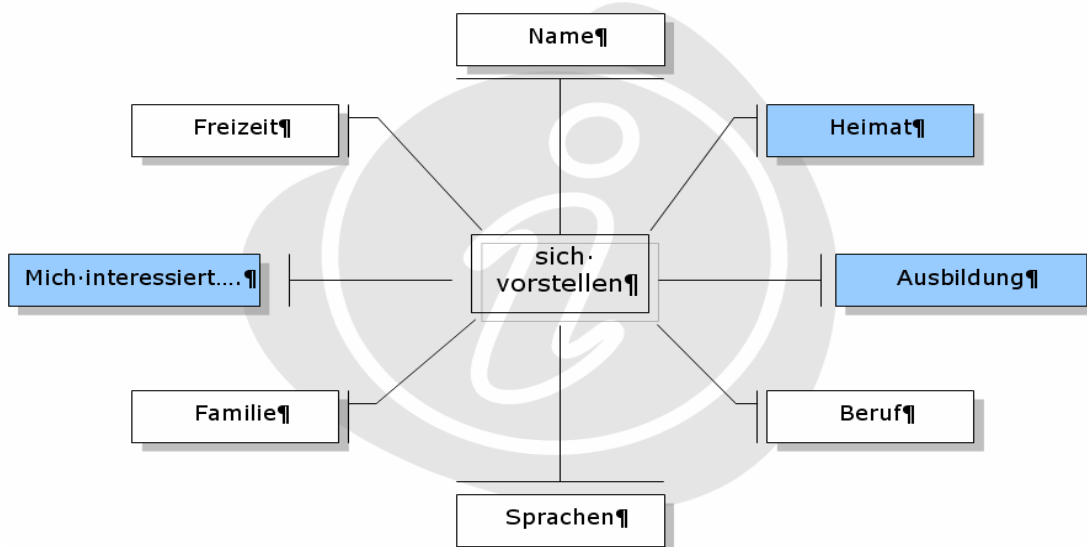 Name¶
Freizeit¶
Heimat¶
sich·
vorstellen¶
Mich·interessiert....¶
Ausbildung¶
Familie¶
Beruf¶
Sprachen¶